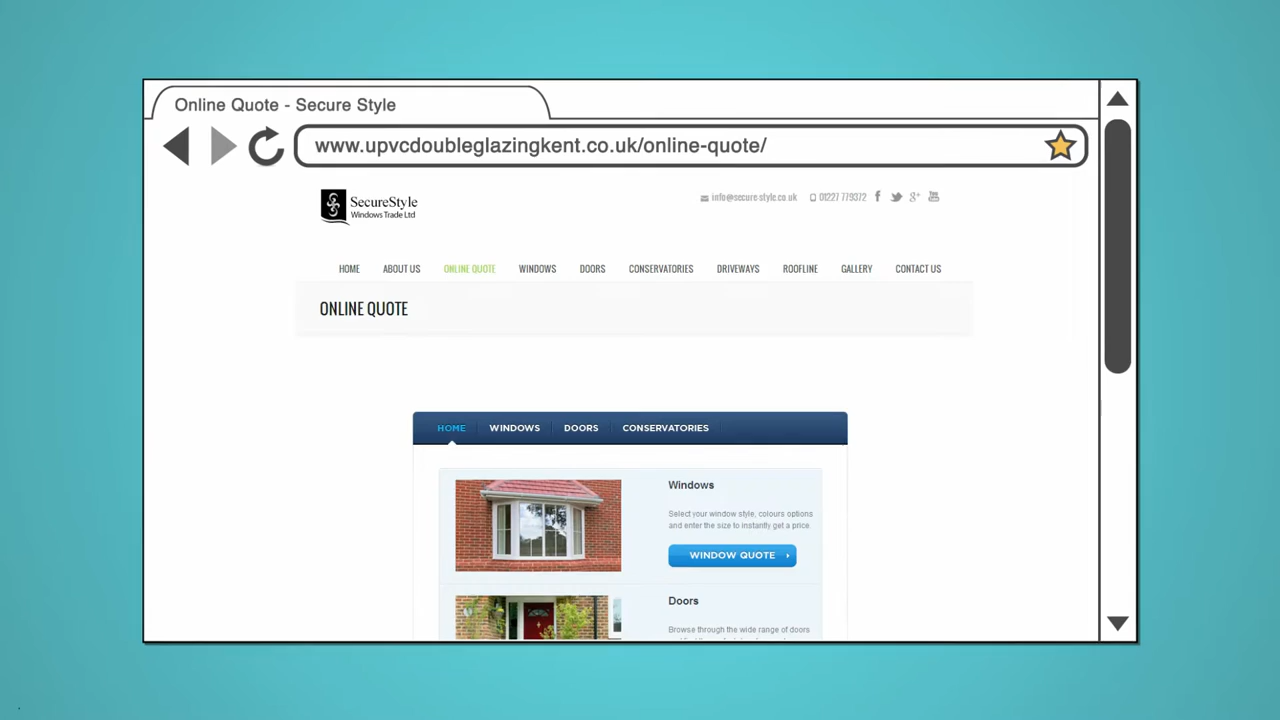 Online Quote - Secure Style
www.upvcdoubleglazingkent.co.uk/online-quote/
SecureStyle
Windows Trade Ltd
info@secure-style.co.uk 01227 779372
HOME ABOUT US ONLINE QUOTE WINDOWS DOORS CONSERVATORIES DRIVEWAYS ROOFLINE GALLERY CONTACT US
ONLINE QUOTE
HOME WINDOWS DOORS CONSERVATORIES
Windows
Select your window style, colours options
and enter the size to instantly get a price.
WINDOW QUOTE
Doors
Browse through the wide range of doors